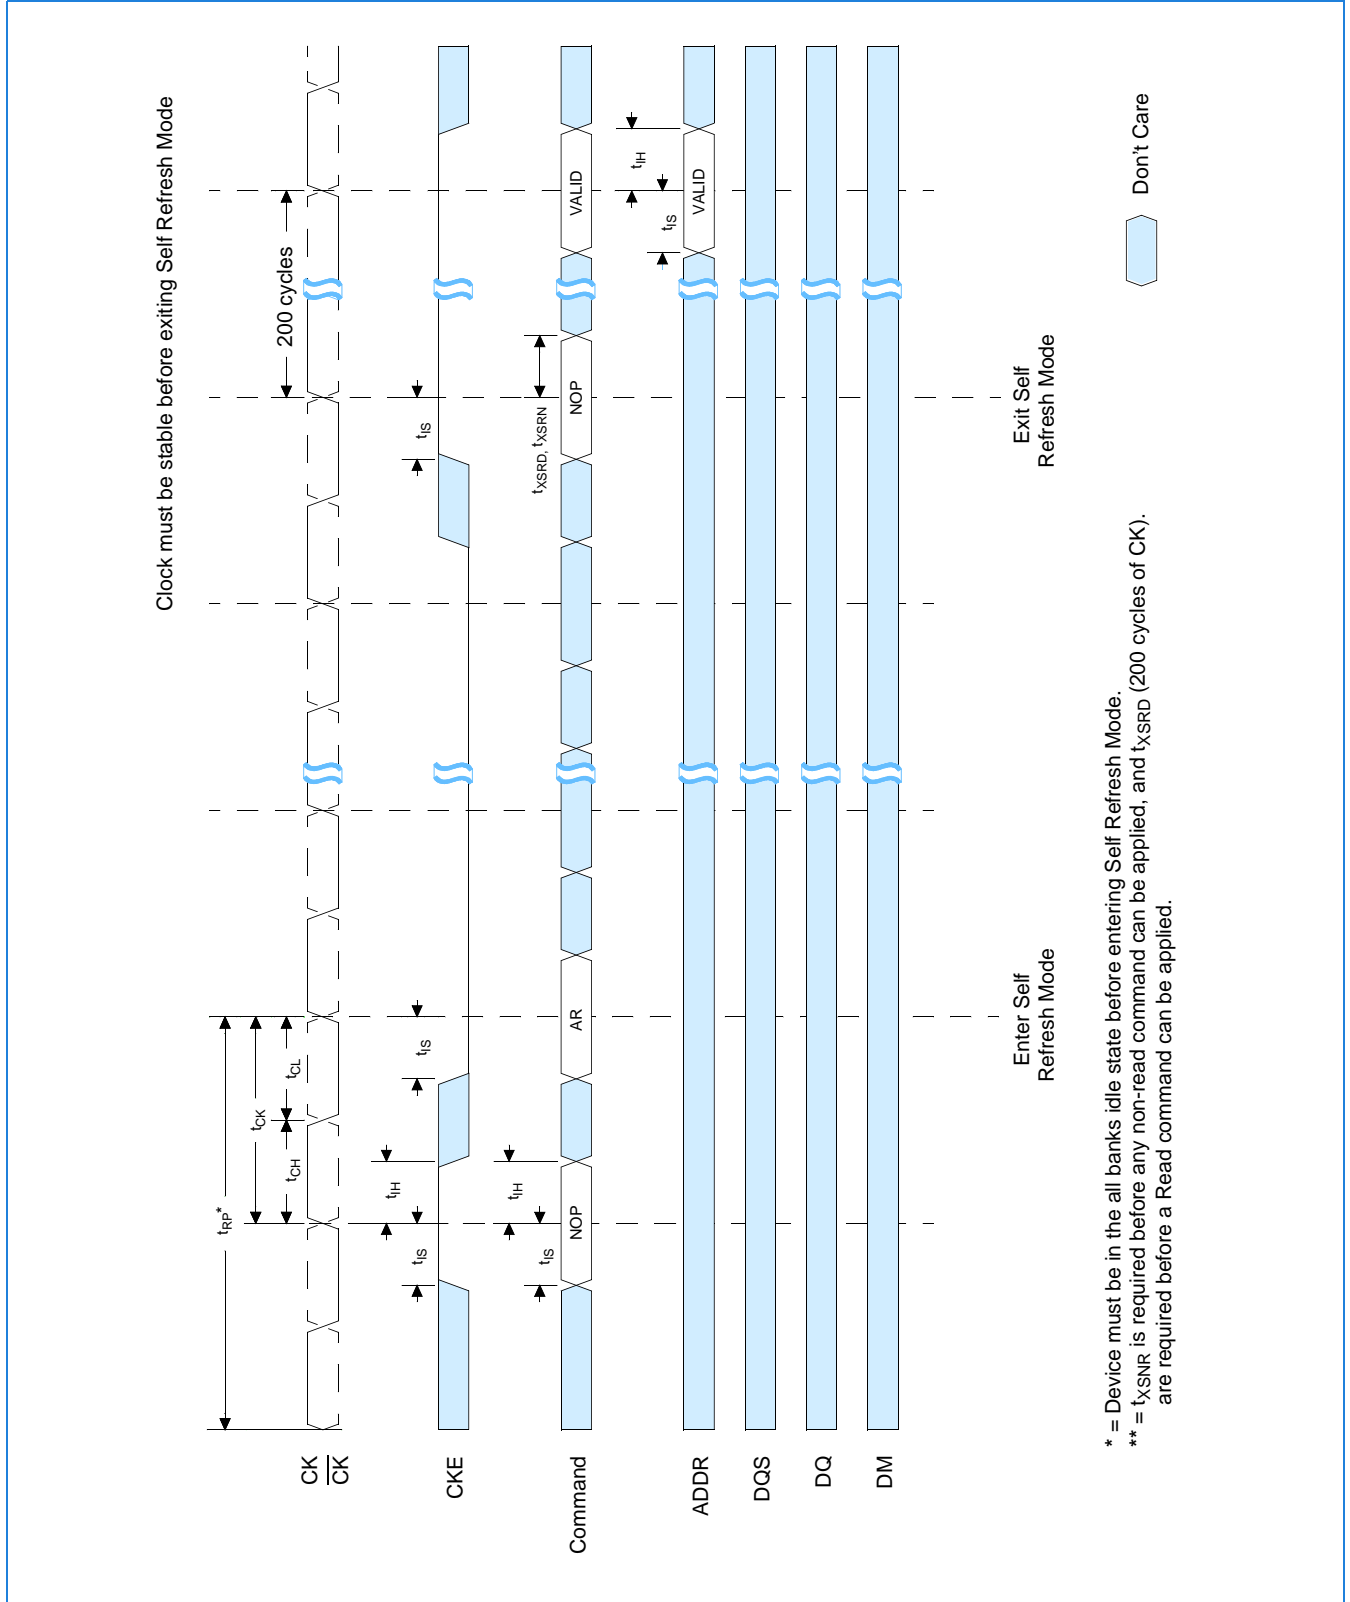 Clock must be stable before exiting Self Refresh Mode
tRP*
tCK
tCH
tCL
200 cycles
CK
CK
tIS
tIH
tIS
tIS
CKE
tIS
tIH
tXSRD, tXSRN
Command
NOP
AR
NOP
VALID
tIS
tIH
ADDR
VALID
DQS
DQ
DM
Enter Self
Refresh Mode
Exit Self
Refresh Mode
* = Device must be in the all banks idle state before entering Self Refresh Mode.
** = tXSNR is required before any non-read command can be applied, and tXSRD (200 cycles of CK).
are required before a Read command can be applied.
Don't Care